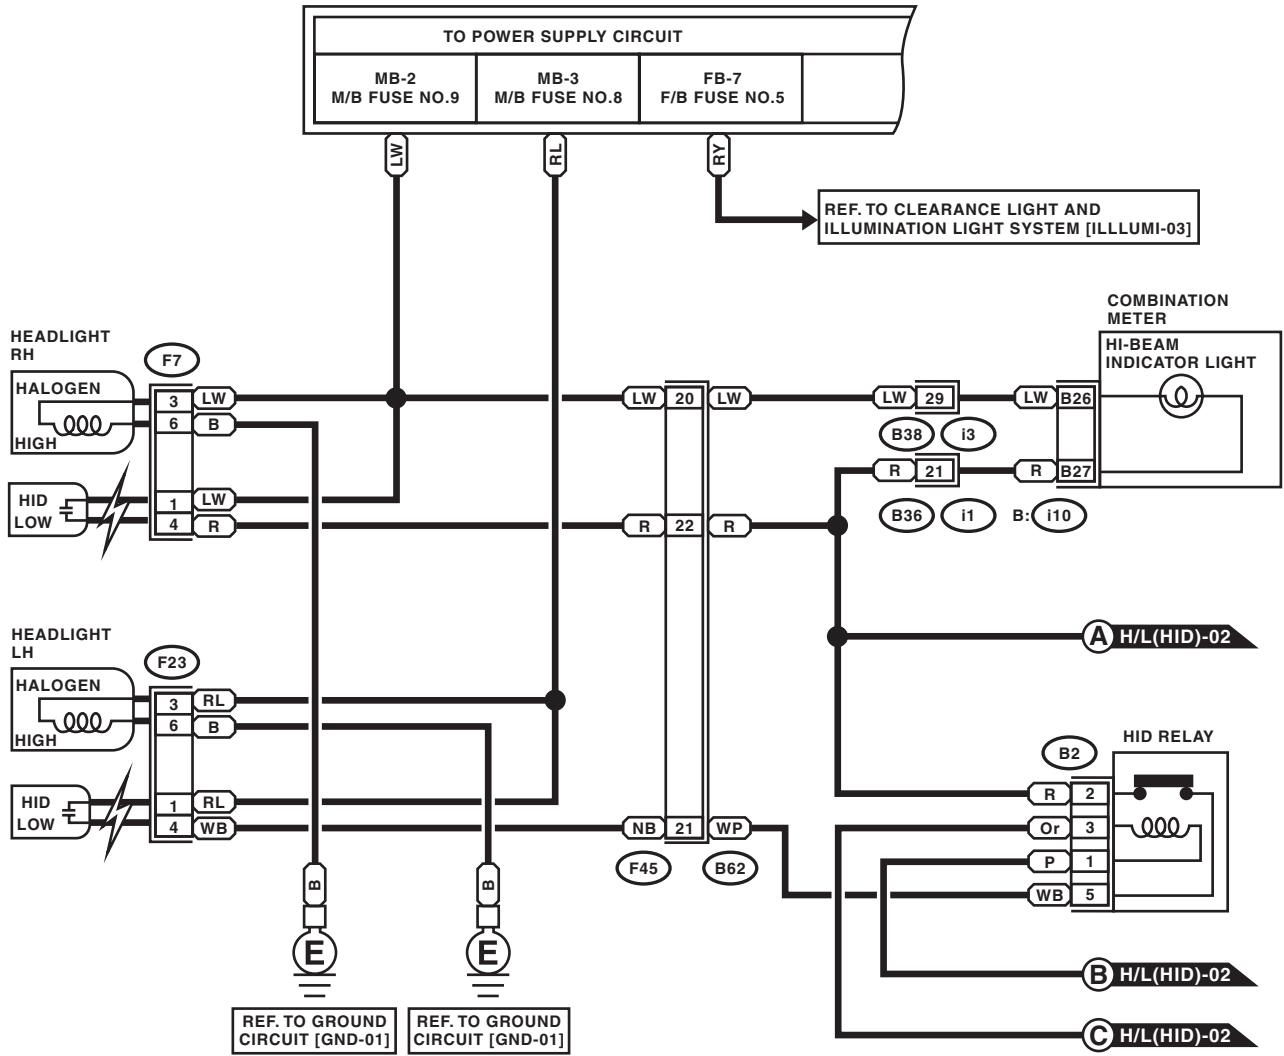 TO POWER SUPPLY CIRCUIT
MB-2
M/B FUSE NO.9
MB-3
M/B FUSE NO.8
FB-7
F/B FUSE NO.5
LW
RL
RY
REF. TO CLEARANCE LIGHT AND
ILLUMINATION LIGHT SYSTEM [ILLLUMI-03]
COMBINATION
METER
HI-BEAM
INDICATOR LIGHT
HEADLIGHT
RH
F7
HALOGEN
HIGH
3 LW
6 B
HID
LOW
1 LW
4 R
LW 20 LW
LW 29
LW B26
B38 i3
R 21
R B27
R 22 R
B36 i1 B: i10
HEADLIGHT
LH
F23
HALOGEN
HIGH
3 RL
6 B
HID
LOW
1 RL
4 WB
A H/L(HID)-02
HID RELAY
B2
R 2
Or 3
P 1
WB 5
NB 21 WP
F45 B62
B
B
E
E
REF. TO GROUND
CIRCUIT [GND-01]
REF. TO GROUND
CIRCUIT [GND-01]
B H/L(HID)-02
C H/L(HID)-02